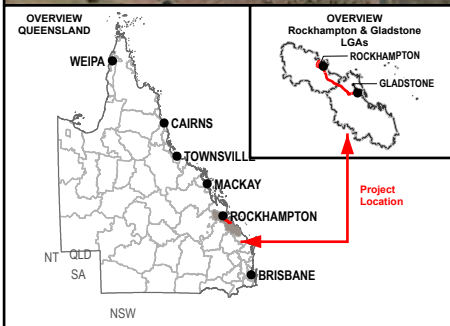 OVERVIEW
QUEENSLAND
WEIPA
CAIRNS
TOWNSVILLE
MACKAY
ROCKHAMPTON
BRISBANE
NT
QLD
SA
NSW
OVERVIEW
Rockhampton & Gladstone
LGAs
ROCKHAMPTON
GLADSTONE
Project
Location